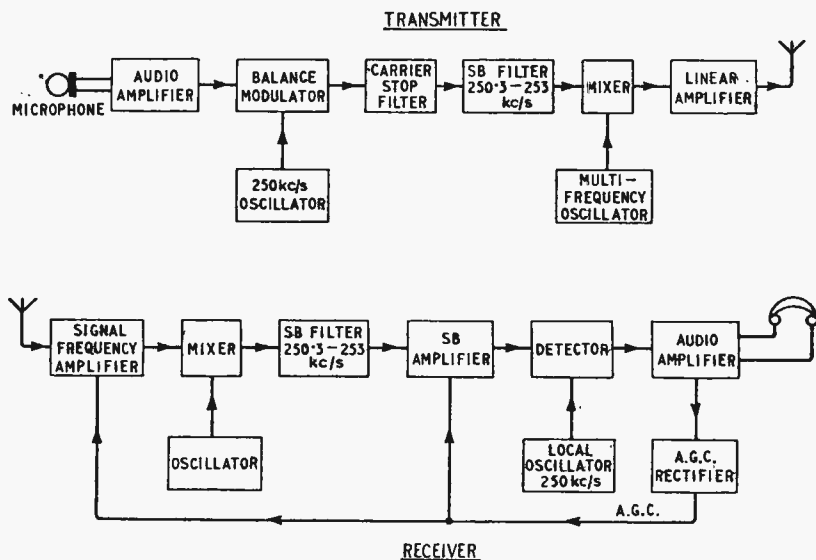 TRANSMITTER
MICROPHONE
AUDIO
AMPLIFIER
BALANCE
MODULATOR
CARRIER
STOP
FILTER
SB FILTER
250·3 – 253
kc/s
MIXER
LINEAR
AMPLIFIER
250kc/s
OSCILLATOR
MULTI –
FREQUENCY
OSCILLATOR
SIGNAL
FREQUENCY
AMPLIFIER
MIXER
SB FILTER
250·3 – 253
kc/s
SB
AMPLIFIER
DETECTOR
AUDIO
AMPLIFIER
OSCILLATOR
LOCAL
OSCILLATOR
250kc/s
A.G.C.
RECTIFIER
A.G.C.
RECEIVER